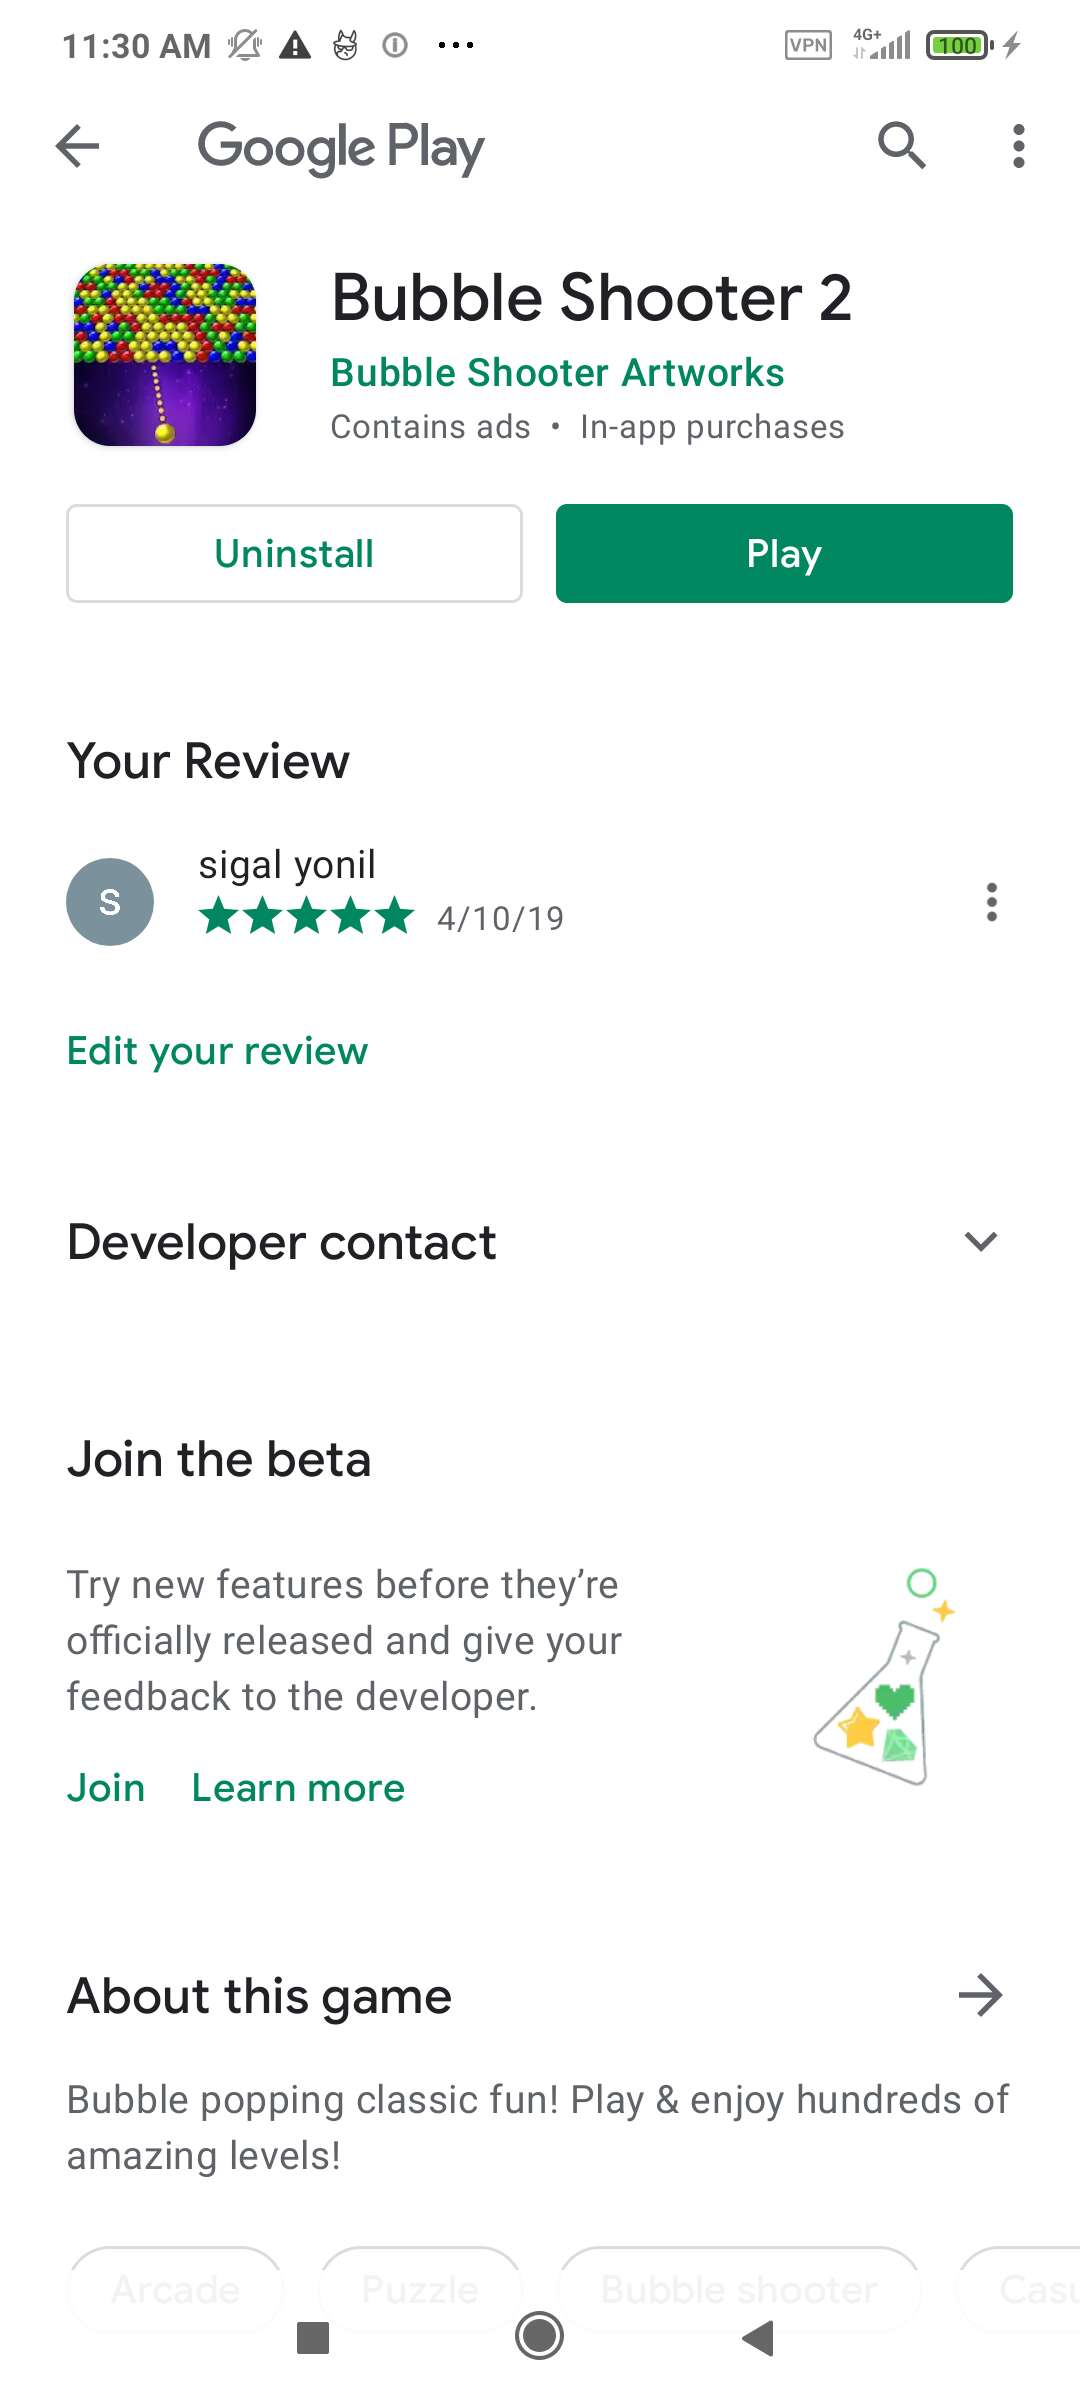 11:30 AM
VPN 4G+ 100
Google Play
Bubble Shooter 2
Bubble Shooter Artworks
Contains ads • In-app purchases
Uninstall
Play
Your Review
S
sigal yonil
4/10/19
Edit your review
Developer contact
Join the beta
Try new features before they’re
officially released and give your
feedback to the developer.
Join Learn more
About this game
Bubble popping classic fun! Play & enjoy hundreds of
amazing levels!
Arcade Puzzle Bubble shooter Casu